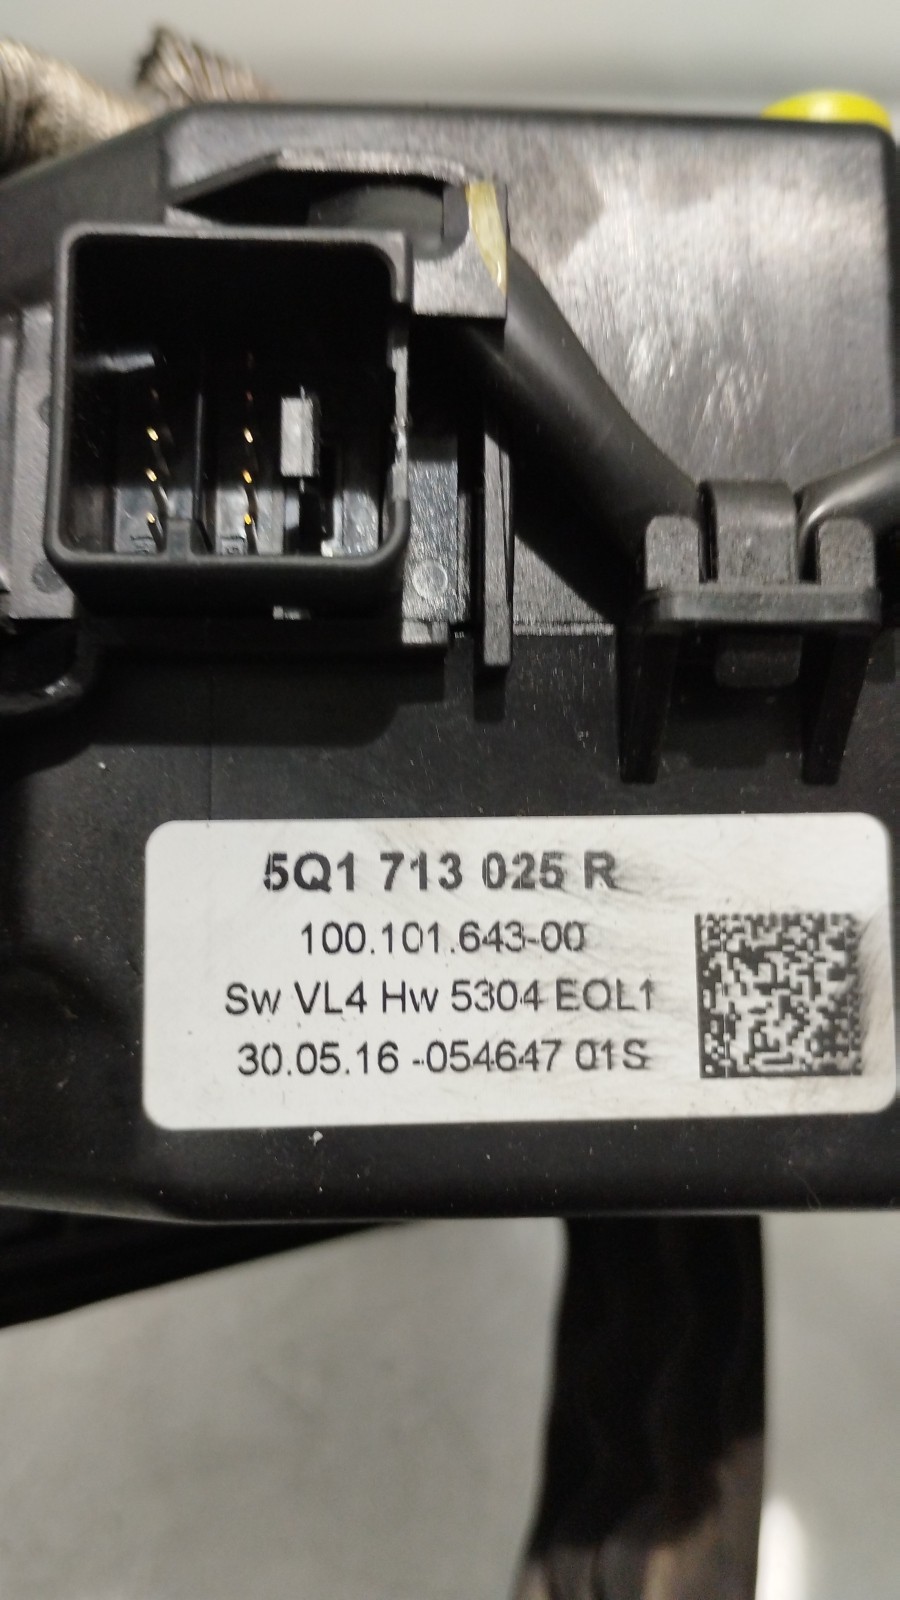 5Q1 713 025 R
100.101.643-00
Sw VL4 Hw 5304 EOL1
30.05.16 -054647 01S